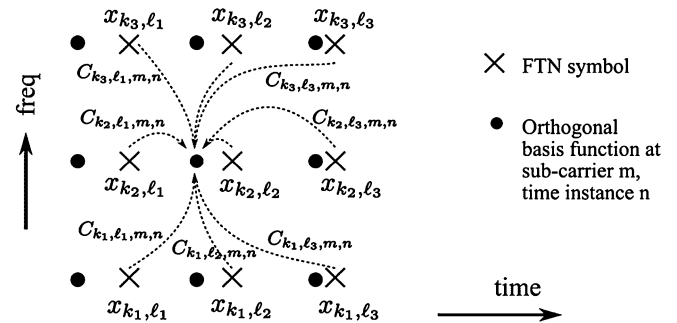 x_{k_3,ℓ_1} x_{k_3,ℓ_2} x_{k_3,ℓ_3}
C_{k_3,ℓ_1,m,n} C_{k_3,ℓ_3,m,n}
C_{k_2,ℓ_1,m,n} C_{k_2,ℓ_3,m,n}
x_{k_2,ℓ_1} x_{k_2,ℓ_2} x_{k_2,ℓ_3}
C_{k_1,ℓ_1,m,n} C_{k_1,ℓ_2,m,n} C_{k_1,ℓ_3,m,n}
x_{k_1,ℓ_1} x_{k_1,ℓ_2} x_{k_1,ℓ_3}
freq
time
FTN symbol
Orthogonal
basis function at
sub-carrier m,
time instance n